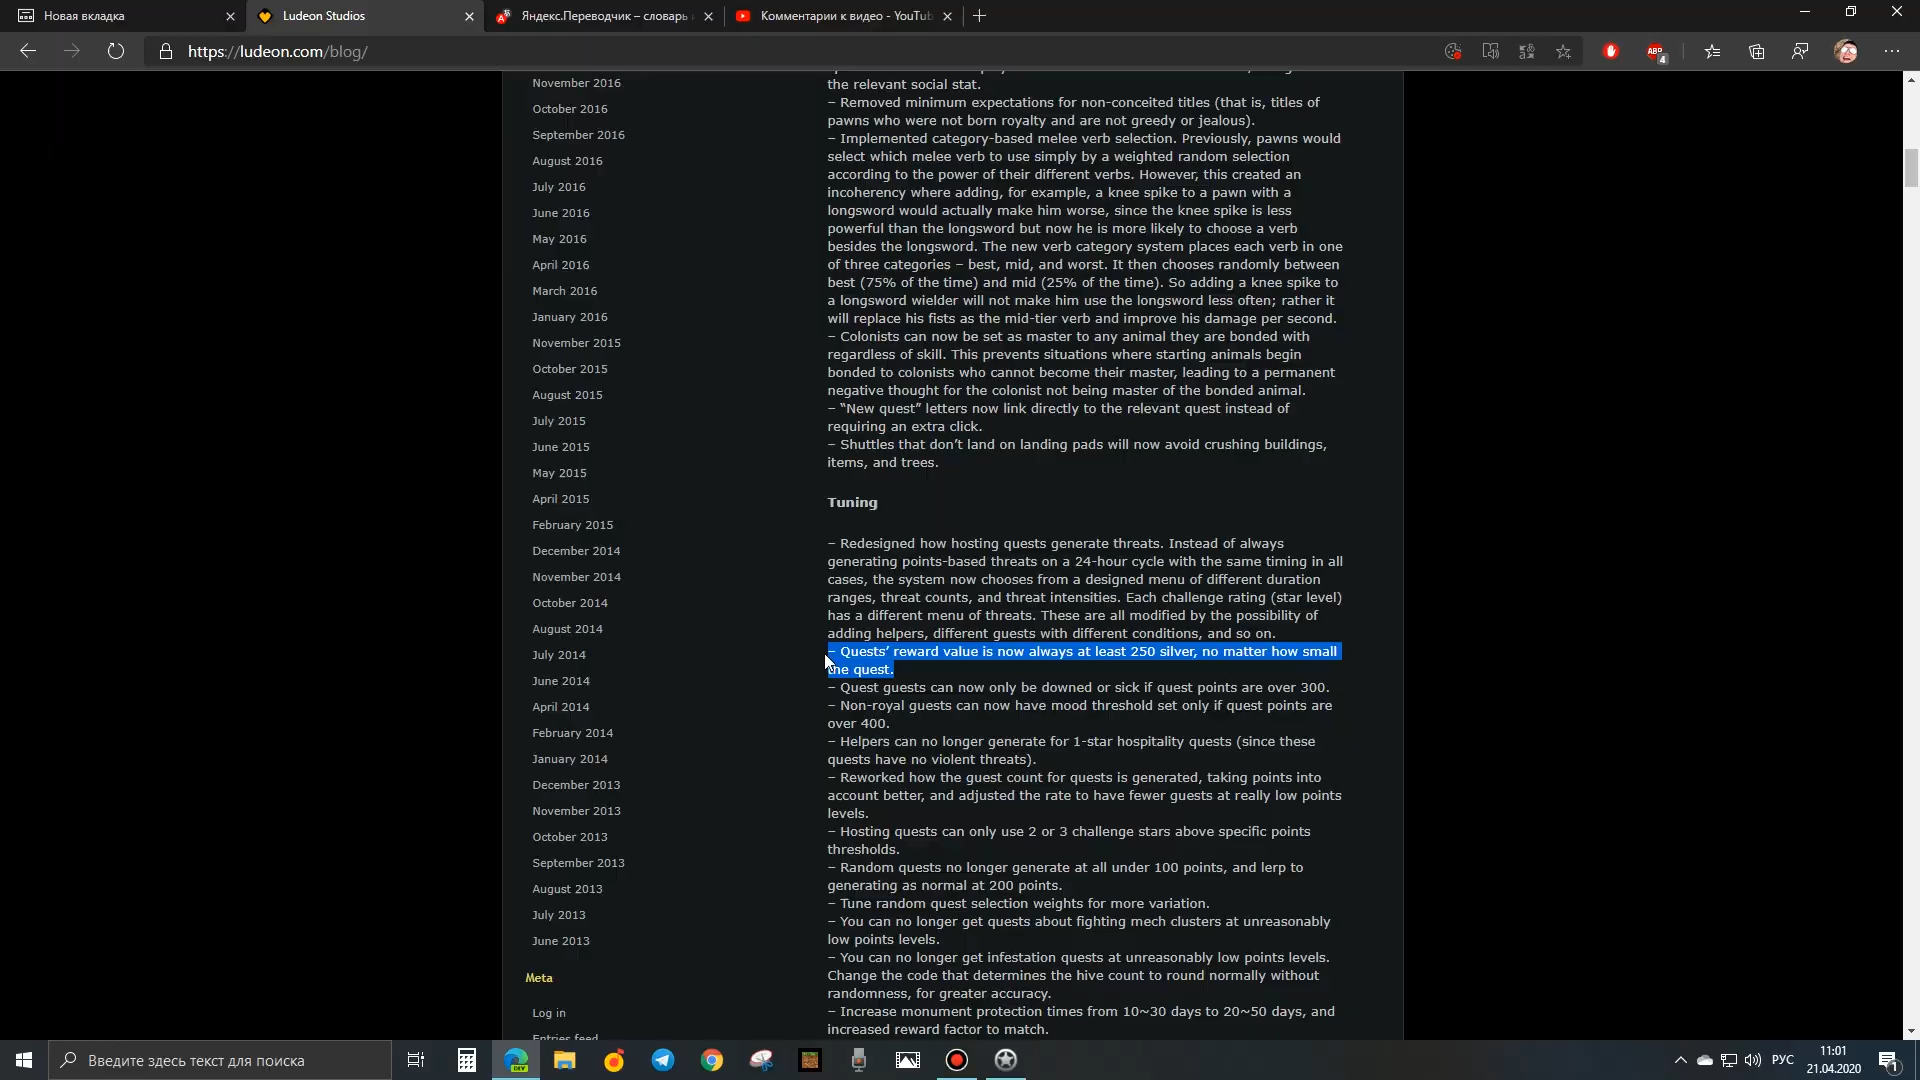 Новая вкладка
Ludeon Studios
Яндекс.Переводчик – словарь
Комментарии к видео - YouTub
https://ludeon.com/blog/
ABP
4
November 2016
October 2016
September 2016
August 2016
July 2016
June 2016
May 2016
April 2016
March 2016
January 2016
November 2015
October 2015
August 2015
July 2015
June 2015
May 2015
April 2015
February 2015
December 2014
November 2014
October 2014
August 2014
July 2014
June 2014
April 2014
February 2014
January 2014
December 2013
November 2013
October 2013
September 2013
August 2013
July 2013
June 2013
Meta
Log in
Entries feed
the relevant social stat.
– Removed minimum expectations for non-conceited titles (that is, titles of
pawns who were not born royalty and are not greedy or jealous).
– Implemented category-based melee verb selection. Previously, pawns would
select which melee verb to use simply by a weighted random selection
according to the power of their different verbs. However, this created an
incoherency where adding, for example, a knee spike to a pawn with a
longsword would actually make him worse, since the knee spike is less
powerful than the longsword but now he is more likely to choose a verb
besides the longsword. The new verb category system places each verb in one
of three categories – best, mid, and worst. It then chooses randomly between
best (75% of the time) and mid (25% of the time). So adding a knee spike to
a longsword wielder will not make him use the longsword less often; rather it
will replace his fists as the mid-tier verb and improve his damage per second.
– Colonists can now be set as master to any animal they are bonded with
regardless of skill. This prevents situations where starting animals begin
bonded to colonists who cannot become their master, leading to a permanent
negative thought for the colonist not being master of the bonded animal.
– “New quest” letters now link directly to the relevant quest instead of
requiring an extra click.
– Shuttles that don’t land on landing pads will now avoid crushing buildings,
items, and trees.
Tuning
– Redesigned how hosting quests generate threats. Instead of always
generating points-based threats on a 24-hour cycle with the same timing in all
cases, the system now chooses from a designed menu of different duration
ranges, threat counts, and threat intensities. Each challenge rating (star level)
has a different menu of threats. These are all modified by the possibility of
adding helpers, different guests with different conditions, and so on.
– Quests’ reward value is now always at least 250 silver, no matter how small
the quest.
– Quest guests can now only be downed or sick if quest points are over 300.
– Non-royal guests can now have mood threshold set only if quest points are
over 400.
– Helpers can no longer generate for 1-star hospitality quests (since these
quests have no violent threats).
– Reworked how the guest count for quests is generated, taking points into
account better, and adjusted the rate to have fewer guests at really low points
levels.
– Hosting quests can only use 2 or 3 challenge stars above specific points
thresholds.
– Random quests no longer generate at all under 100 points, and lerp to
generating as normal at 200 points.
– Tune random quest selection weights for more variation.
– You can no longer get quests about fighting mech clusters at unreasonably
low points levels.
– You can no longer get infestation quests at unreasonably low points levels.
Change the code that determines the hive count to round normally without
randomness, for greater accuracy.
– Increase monument protection times from 10~30 days to 20~50 days, and
increased reward factor to match.
Введите здесь текст для поиска
DEV
РУС
11:01
21.04.2020
1